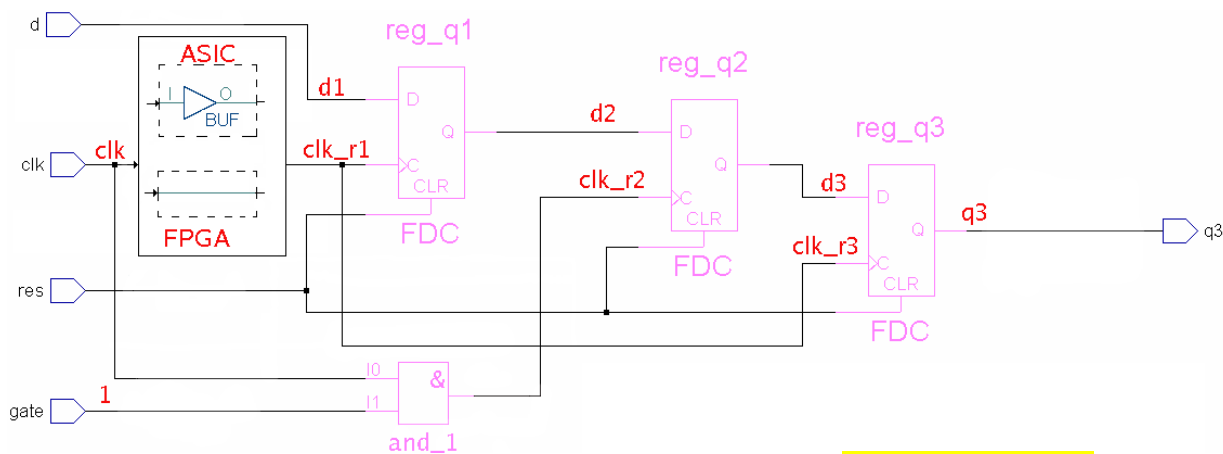 d
ASIC
I
O
BUF
FPGA
clk
clk
clk_r1
d1
reg_q1
D
Q
C
CLR
FDC
d2
reg_q2
clk_r2
D
Q
C
CLR
FDC
d3
reg_q3
clk_r3
D
Q
C
CLR
FDC
q3
q3
res
gate
1
I0
I1
&
and_1